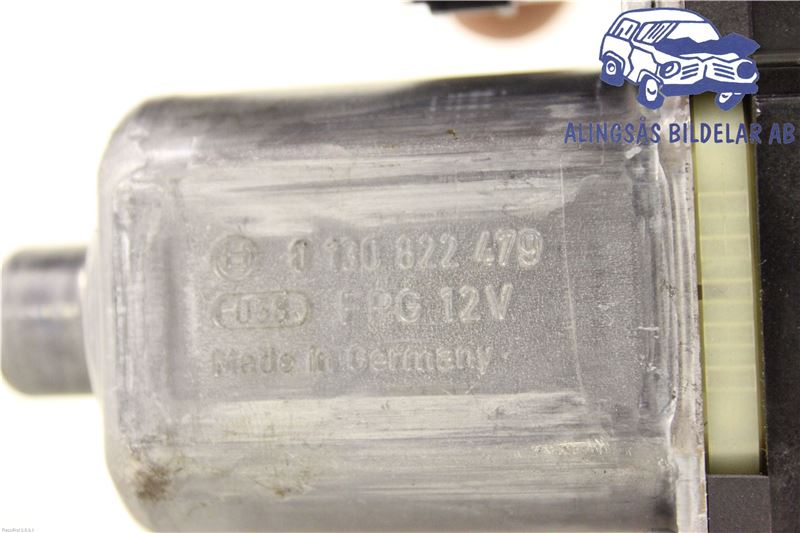 ALINGSÅS BILDELAR AB
0 130 822 479
FPG 12V
Made in Germany